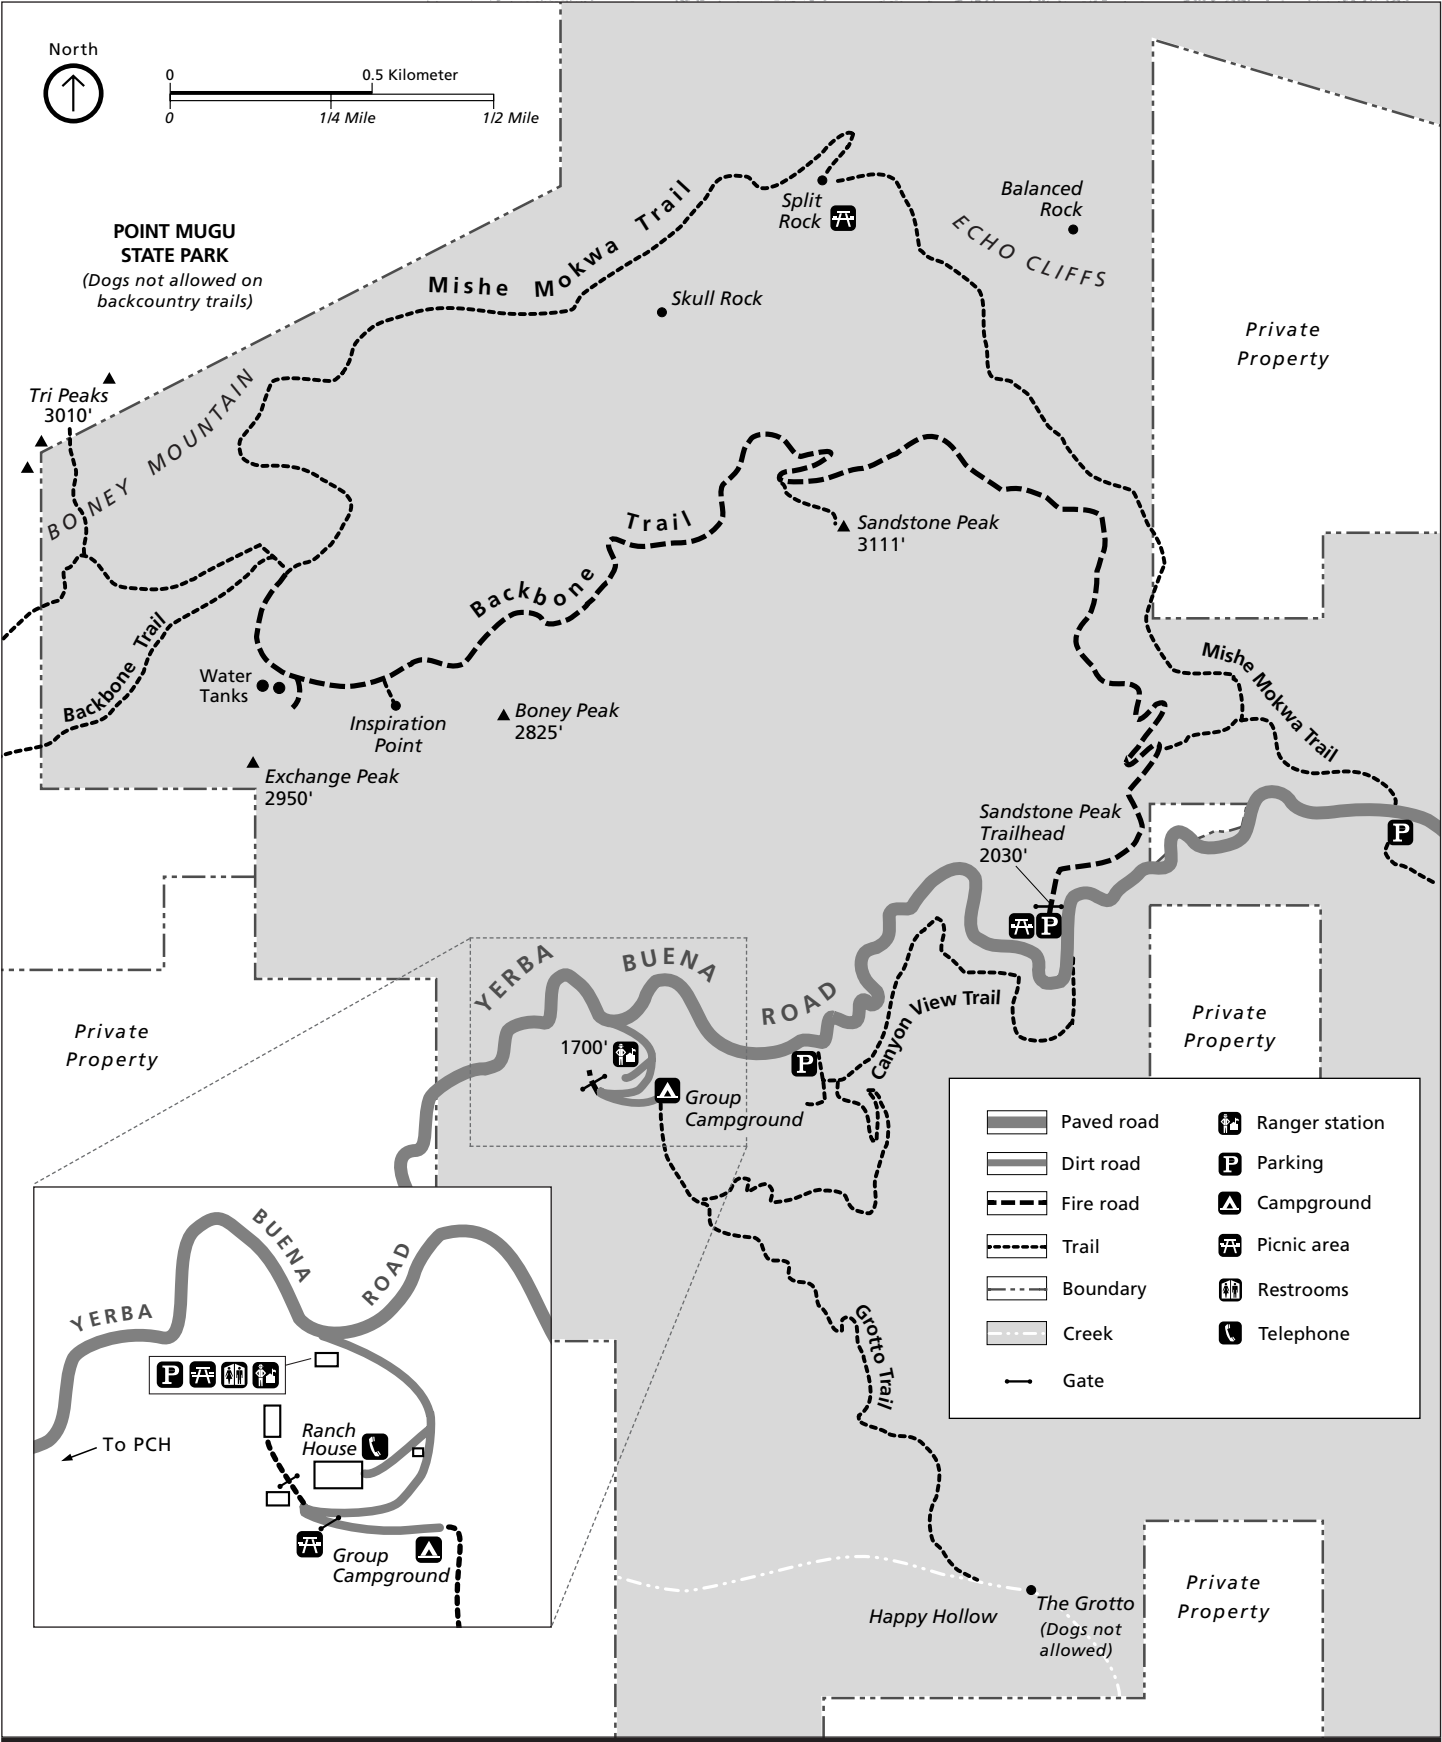 North
0
0.5 Kilometer
0
1/4 Mile
1/2 Mile
POINT MUGU
STATE PARK
(Dogs not allowed on
backcountry trails)
Mishe Mokwa Trail
Split
Rock
Balanced
Rock
ECHO CLIFFS
Skull Rock
Private
Property
Tri Peaks
3010'
BONEY MOUNTAIN
Backbone Trail
Sandstone Peak
3111'
Backbone Trail
Water
Tanks
Inspiration
Point
Boney Peak
2825'
Exchange Peak
2950'
Mishe Mokwa Trail
Sandstone Peak
Trailhead
2030'
P
P
YERBA BUENA ROAD
Canyon View Trail
1700'
P
Group
Campground
Private
Property
Private
Property
Paved road
Dirt road
Fire road
Trail
Boundary
Creek
Gate
Ranger station
P
Parking
Campground
Picnic area
Restrooms
Telephone
YERBA BUENA ROAD
P
To PCH
Ranch
House
Group
Campground
Grotto Trail
Happy Hollow
The Grotto
(Dogs not
allowed)
Private
Property